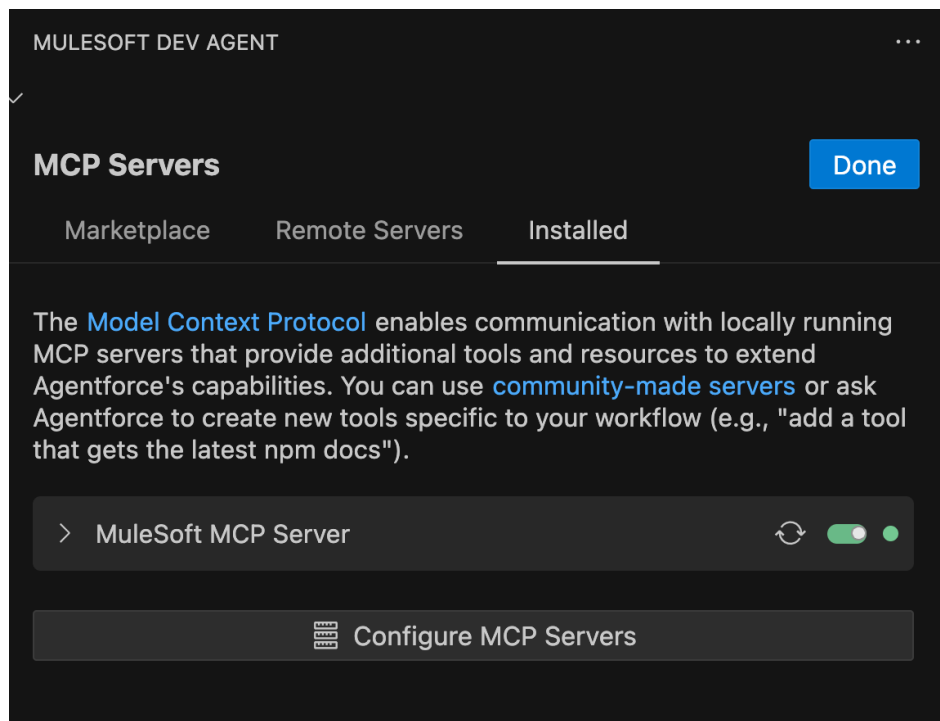 MULESOFT DEV AGENT
MCP Servers
Done
Marketplace
Remote Servers
Installed
The Model Context Protocol enables communication with locally running
MCP servers that provide additional tools and resources to extend
Agentforce's capabilities. You can use community-made servers or ask
Agentforce to create new tools specific to your workflow (e.g., "add a tool
that gets the latest npm docs").
MuleSoft MCP Server
Configure MCP Servers